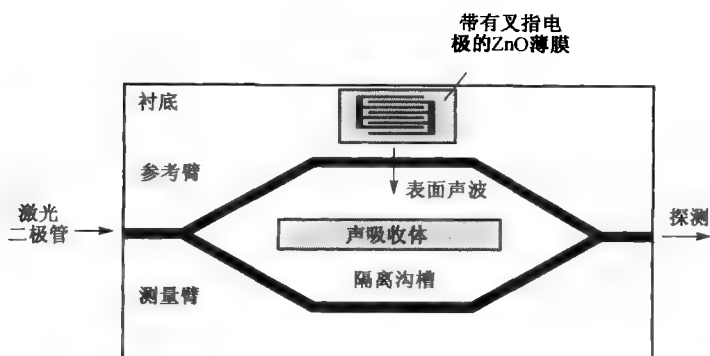 带有叉指电
极的ZnO薄膜
衬底
参考臂
表面声波
激光
二极管
声吸收体
探测
隔离沟槽
测量臂